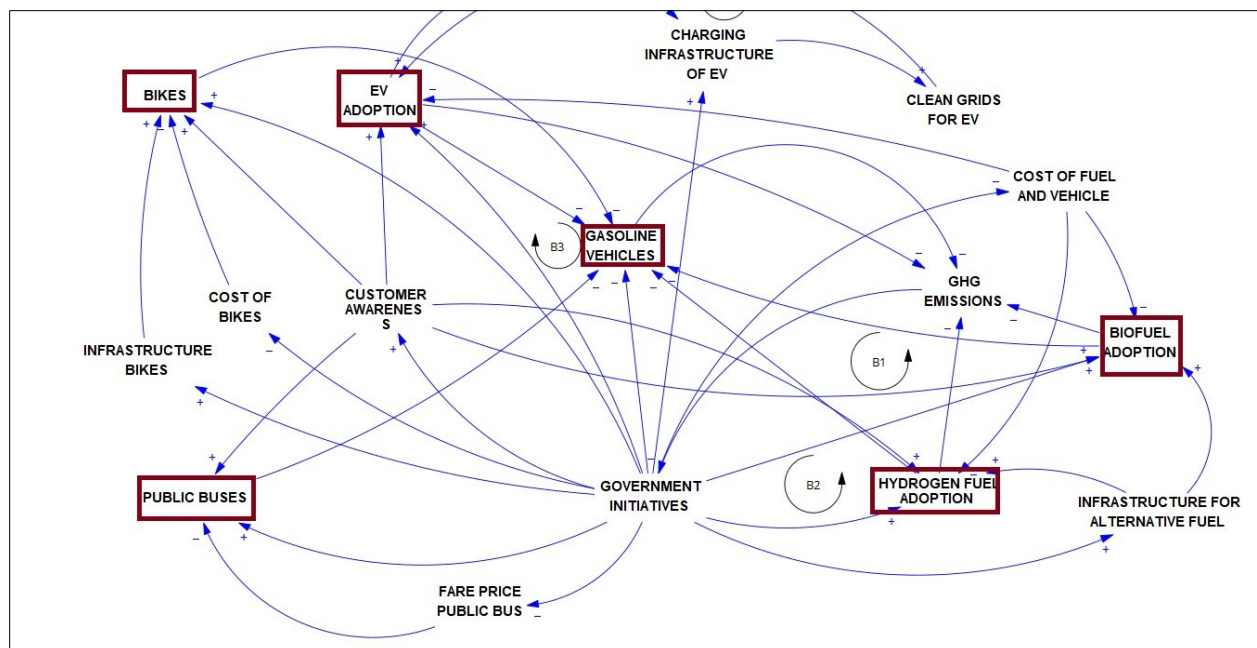 CHARGING
INFRASTRUCTURE
OF EV
BIKES
EV
ADOPTION
CLEAN GRIDS
FOR EV
COST OF FUEL
AND VEHICLE
B3
GASOLINE
VEHICLES
GHG
EMISSIONS
COST OF
BIKES
CUSTOMER
AWARENES
S
BIOFUEL
ADOPTION
INFRASTRUCTURE
BIKES
B1
PUBLIC BUSES
GOVERNMENT
INITIATIVES
B2
HYDROGEN FUEL
ADOPTION
INFRASTRUCTURE FOR
ALTERNATIVE FUEL
FARE PRICE
PUBLIC BUS